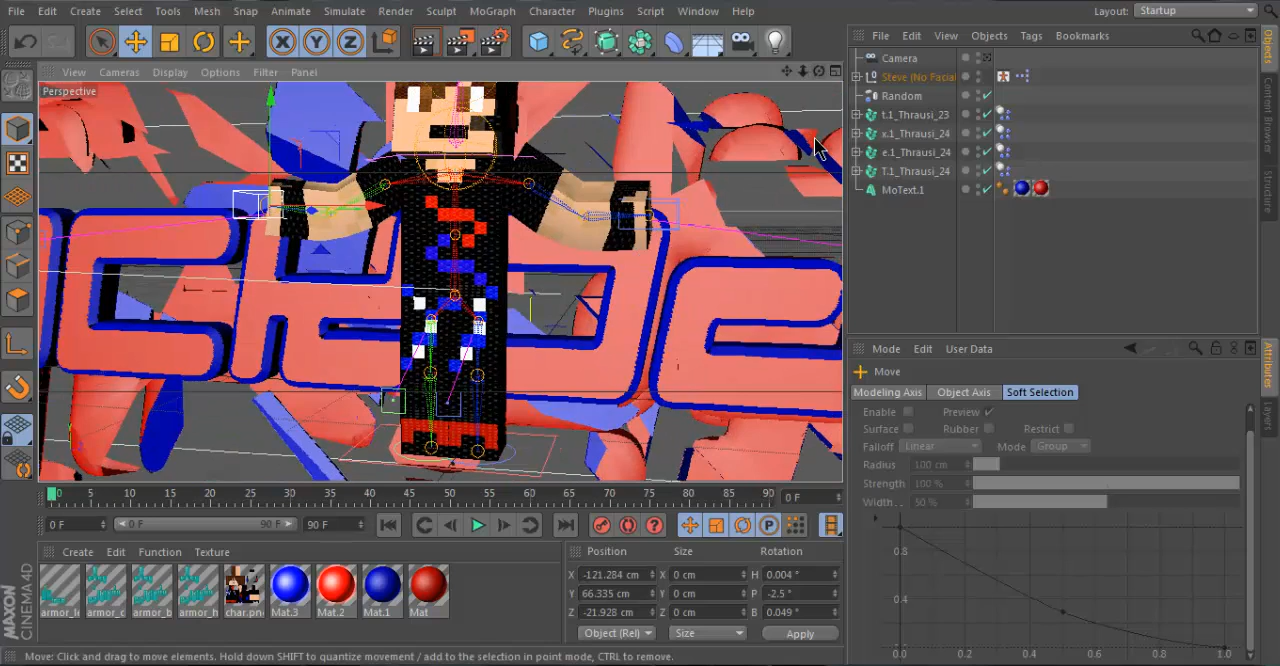 File Edit Create Select Tools Mesh Snap Animate Simulate Render Sculpt MoGraph Character Plugins Script Window Help
Layout: Startup
X Y Z
File Edit View Objects Tags Bookmarks
View Cameras Display Options Filter Panel
Perspective
Camera
Steve (No Facial
Random
t.1_Thrausi_23
x.1_Thrausi_24
e.1_Thrausi_24
T.1_Thrausi_24
MoText.1
Objects
Content Browser
Structure
Mode Edit User Data
Move
Modeling Axis Object Axis Soft Selection
Enable Preview
Surface Rubber Restrict
Falloff Linear Mode Group
Radius 100 cm
Strength 100 %
Width... 50 %
0.8
0.4
0.0 0.2 0.4 0.6 0.8 1.0
Attributes
Layers
0 5 10 15 20 25 30 35 40 45 50 55 60 65 70 75 80 85 90 0 F
0 F 0 F 90 F 90 F
P
Create Edit Function Texture
armor_le armor_c armor_b armor_h char.pn Mat.3 Mat.2 Mat.1 Mat
Position Size Rotation
X -121.284 cm X 0 cm H 0.004 °
Y 66.335 cm Y 0 cm P -2.5 °
Z -21.928 cm Z 0 cm B 0.049 °
Object (Rel) Size Apply
MAXON
CINEMA4D
Move: Click and drag to move elements. Hold down SHIFT to quantize movement / add to the selection in point mode, CTRL to remove.